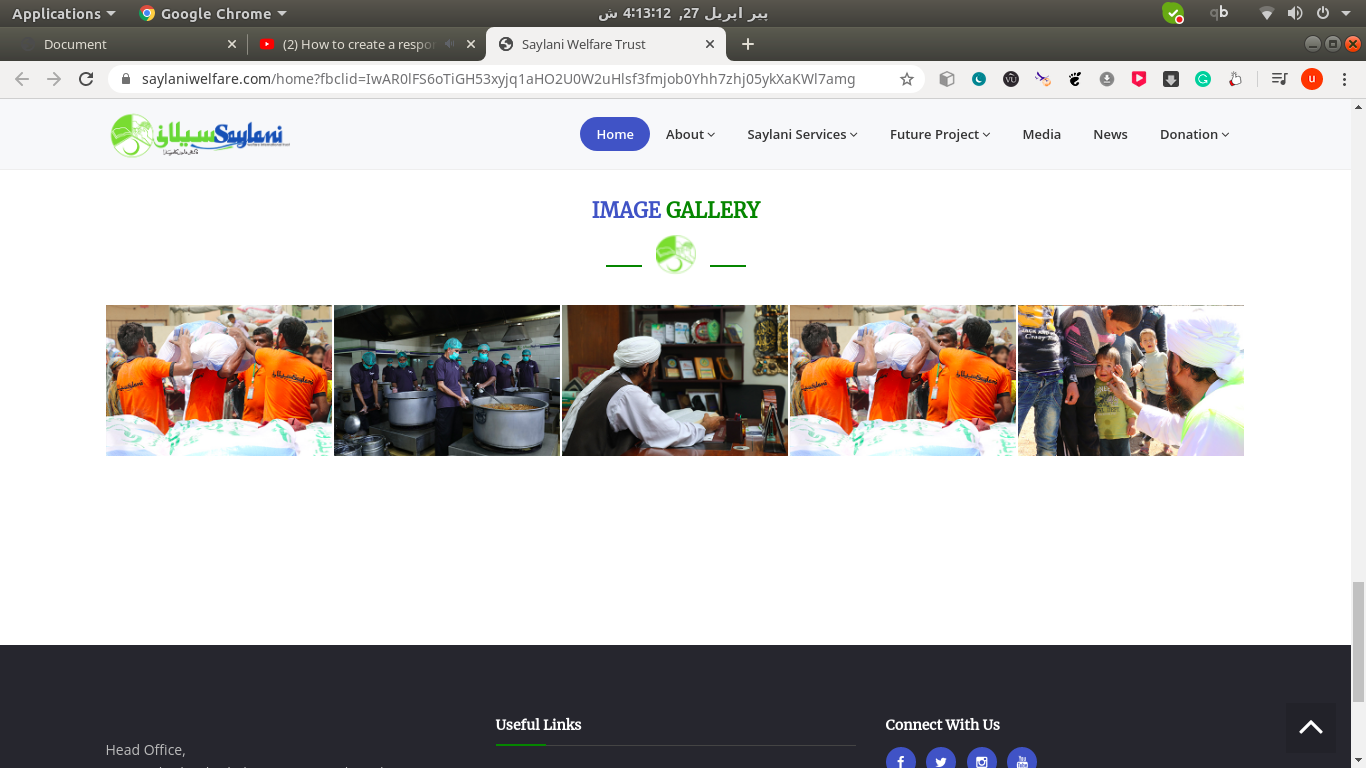 Applications
Google Chrome
پیر اپریل 27, 4:13:12 ش
qb
Document
(2) How to create a respo
Saylani Welfare Trust
saylaniwelfare.com/home?fbclid=IwAR0lFS6oTiGH53xyjq1aHO2U0W2uHlsf3fmjob0Yhh7zhj05ykXaKWl7amg
VU
G
u
سیلانی Saylani
Home
About
Saylani Services
Future Project
Media
News
Donation
IMAGE GALLERY
Useful Links
Connect With Us
Head Office,